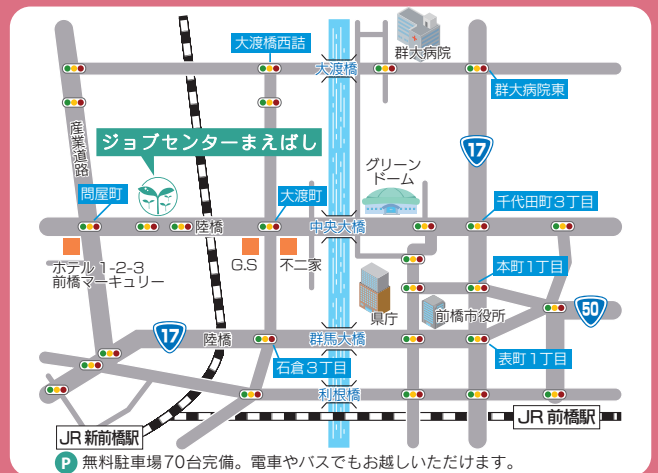 大渡橋西詰
群大病院
大渡橋
群大病院東
産業道路
ジョブセンターまえばし
17
グリーン
ドーム
問屋町
大渡町
千代田町3丁目
陸橋
中央大橋
ホテル 1-2-3
前橋マーキュリー
G.S
不二家
本町1丁目
県庁
前橋市役所
50
17
陸橋
群馬大橋
石倉3丁目
表町1丁目
利根橋
JR 新前橋駅
JR 前橋駅
P 無料駐車場70台完備。電車やバスでもお越しいただけます。